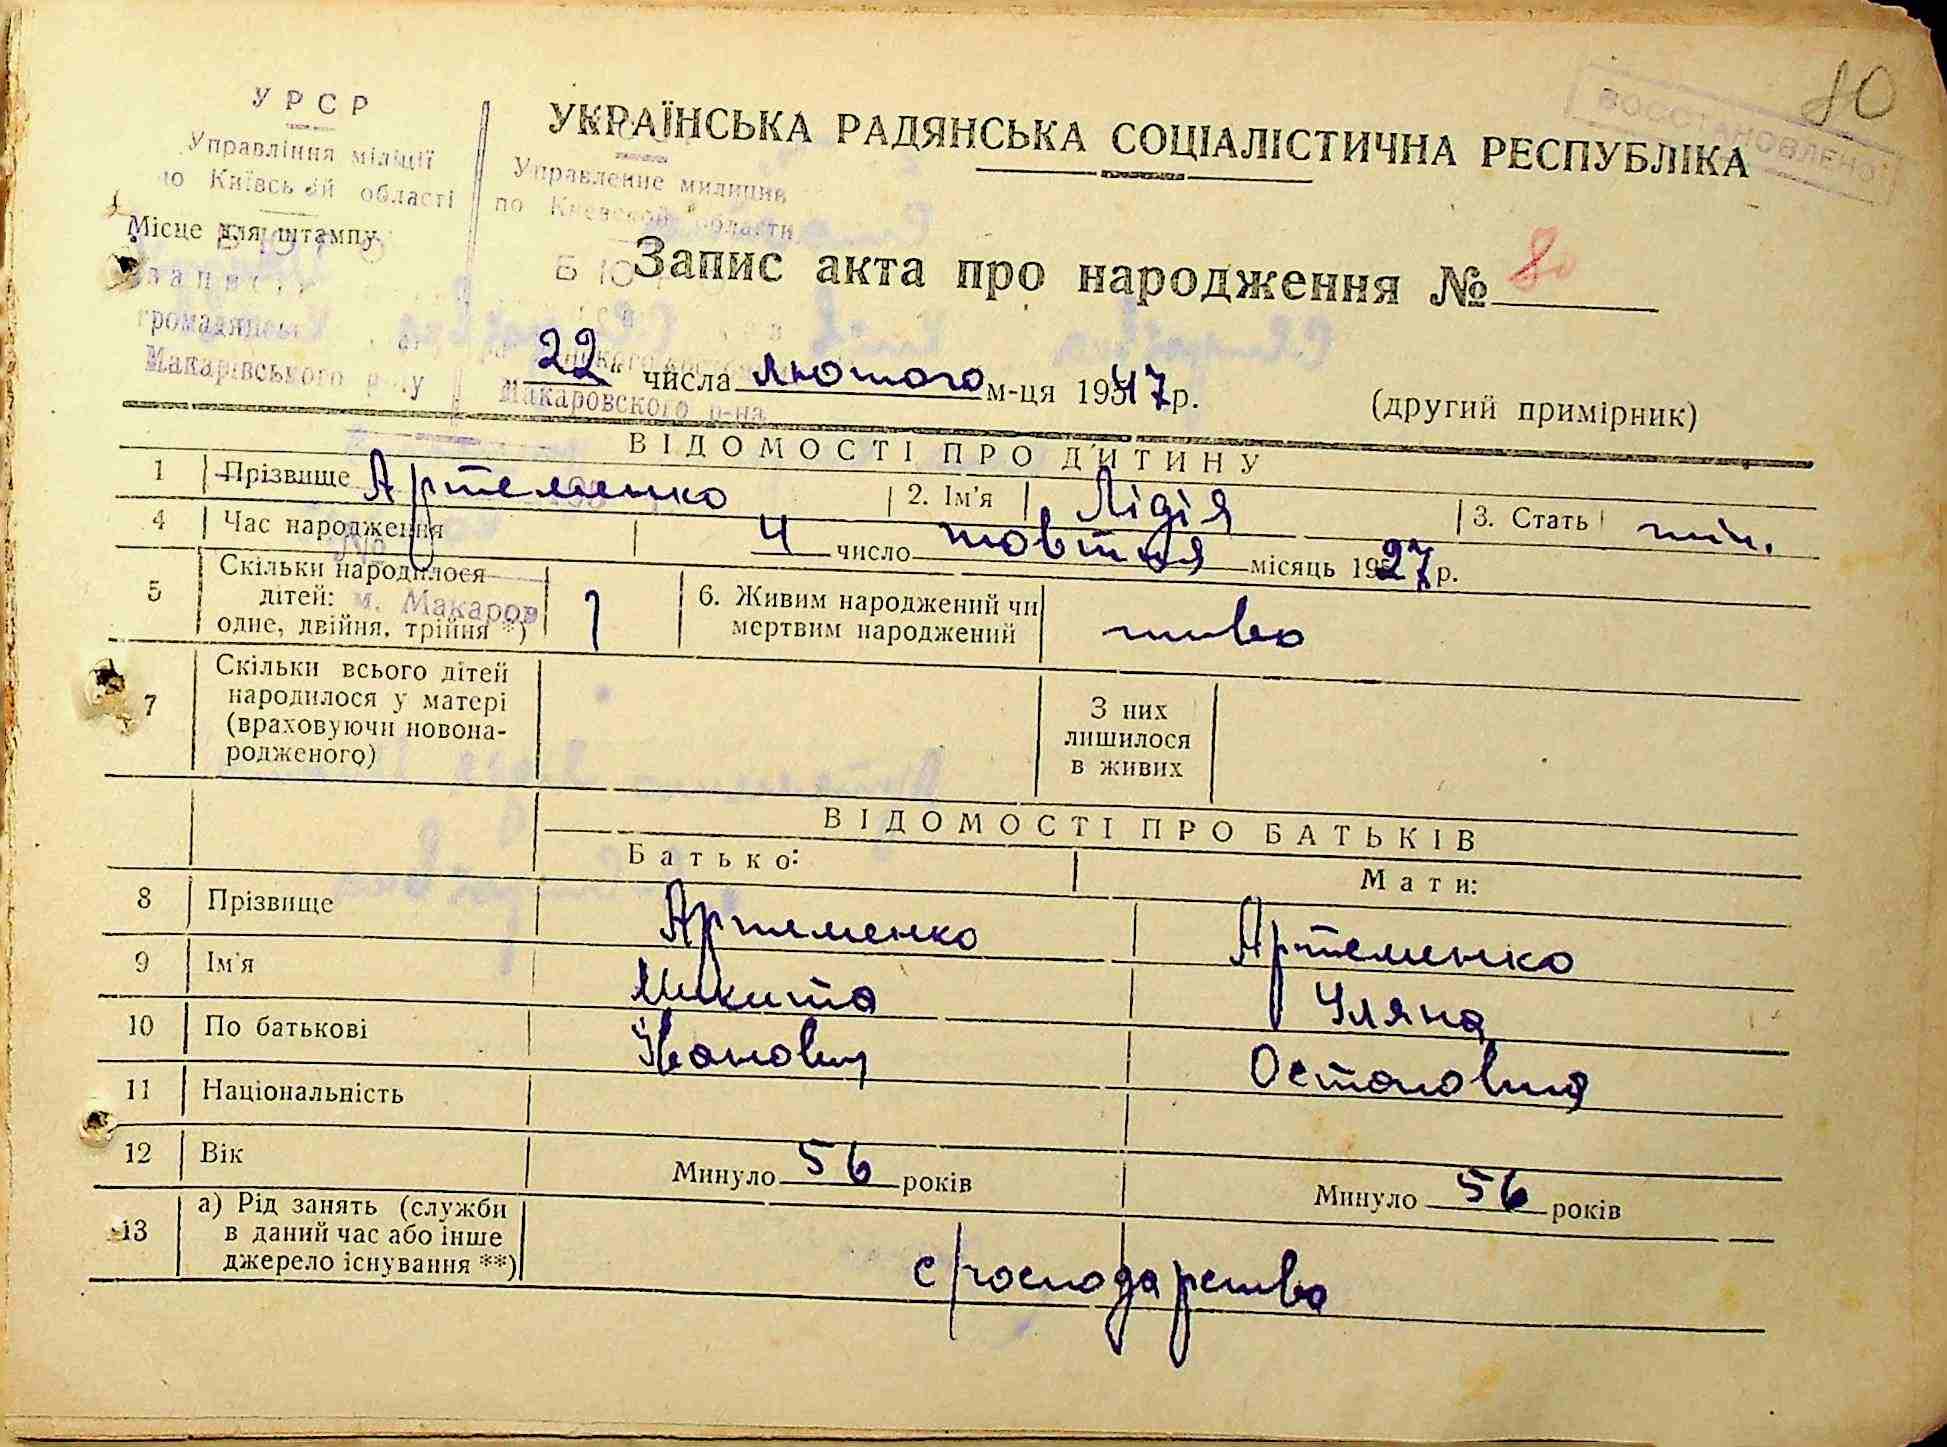 80
ВОССТАНОВЛЕНО
УРСР
Управління міліції
по Київській області
Управление милиции
по Киевской области
УКРАЇНСЬКА РАДЯНСЬКА СОЦІАЛІСТИЧНА РЕСПУБЛІКА
Місце для штампу
Запис акта про народження № 80
Макарівського р-ну
Макаровского р-на
„22“ числа лютого м-ця 1947 р. (другий примірник)
ВІДОМОСТІ ПРО ДИТИНУ
1 Прізвище Артеменко 2. Ім'я Лідія 3. Стать жін.
4 Час народження 4 число жовтня місяць 1927 р.
5 Скільки народилося
дітей:
одне, двійня, трійня *) 1
м. Макаров
6. Живим народжений чи
мертвим народжений живо
7 Скільки всього дітей
народилося у матері
(враховуючи новона-
родженого)
З них
лишилося
в живих
ВІДОМОСТІ ПРО БАТЬКІВ
Батько: Мати:
8 Прізвище Артеменко Артеменко
9 Ім'я Микита Уляна
10 По батькові Іванович Остаповна
11 Національність
12 Вік Минуло 56 років Минуло 56 років
13 а) Рід занять (служби
в даний час або інше
джерело існування **)
с/господарство